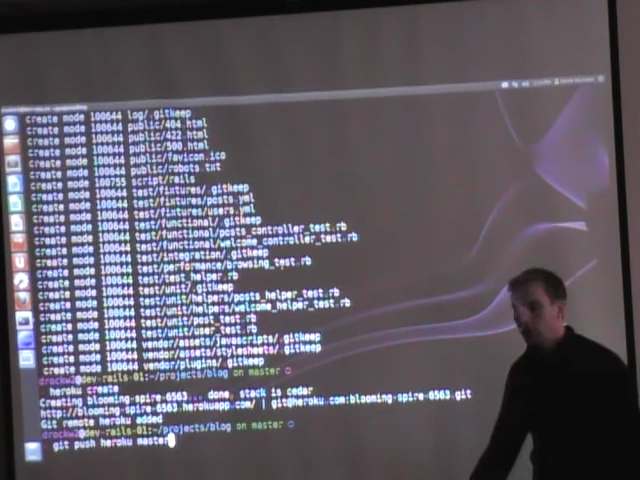 create mode 100644 log/.gitkeep
create mode 100644 public/404.html
create mode 100644 public/422.html
create mode 100644 public/500.html
create mode 100644 public/favicon.ico
create mode 100644 public/robots.txt
create mode 100755 script/rails
create mode 100644 test/fixtures/.gitkeep
create mode 100644 test/fixtures/posts.yml
create mode 100644 test/fixtures/users.yml
create mode 100644 test/functional/.gitkeep
create mode 100644 test/functional/posts_controller_test.rb
create mode 100644 test/functional/welcome_controller_test.rb
create mode 100644 test/integration/.gitkeep
create mode 100644 test/performance/browsing_test.rb
create mode 100644 test/test_helper.rb
create mode 100644 test/unit/.gitkeep
create mode 100644 test/unit/helpers/posts_helper_test.rb
create mode 100644 test/unit/helpers/welcome_helper_test.rb
create mode 100644 test/unit/post_test.rb
create mode 100644 test/unit/user_test.rb
create mode 100644 vendor/assets/javascripts/.gitkeep
create mode 100644 vendor/assets/stylesheets/.gitkeep
create mode 100644 vendor/plugins/.gitkeep
drockw2@dev-rails-01:~/projects/blog on master
heroku create
Creating blooming-spire-6563... done, stack is cedar
http://blooming-spire-6563.herokuapp.com/ | git@heroku.com:blooming-spire-6563.git
Git remote heroku added
drockw2@dev-rails-01:~/projects/blog on master
git push heroku master